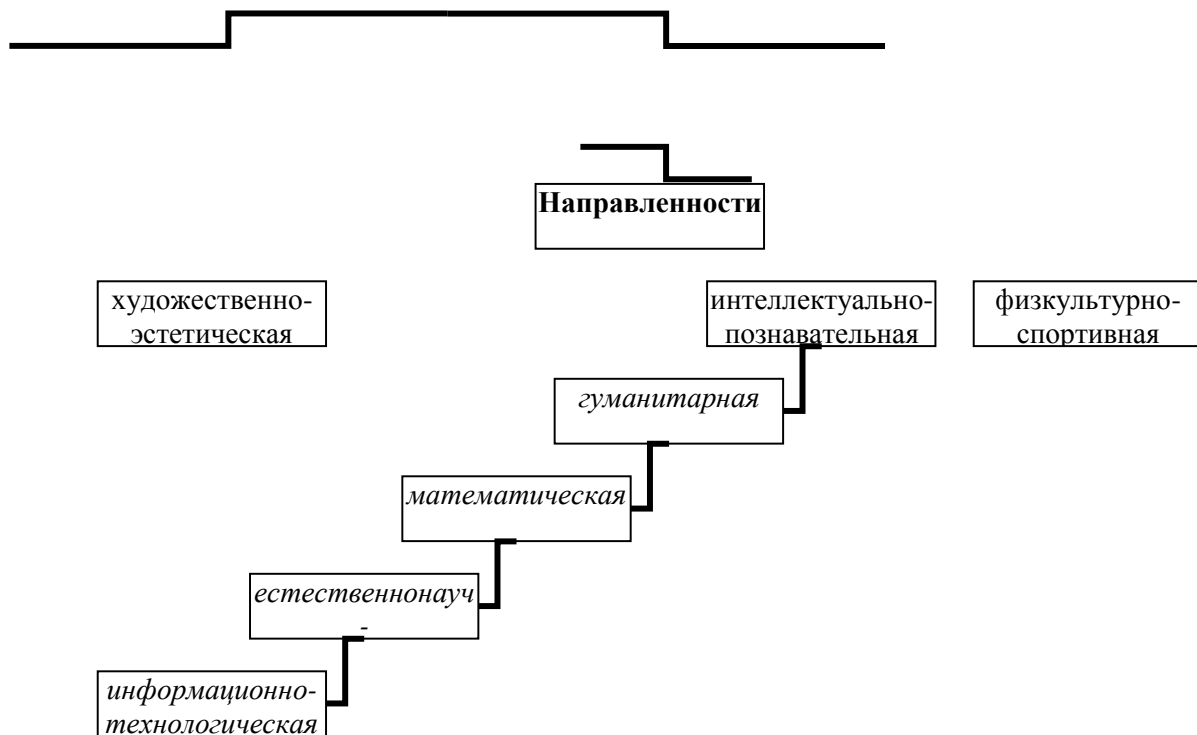 Направленности
художественно-
эстетическая
интеллектуально-
познавательная
физкультурно-
спортивная
гуманитарная
математическая
естественнонауч
-
информационно-
технологическая